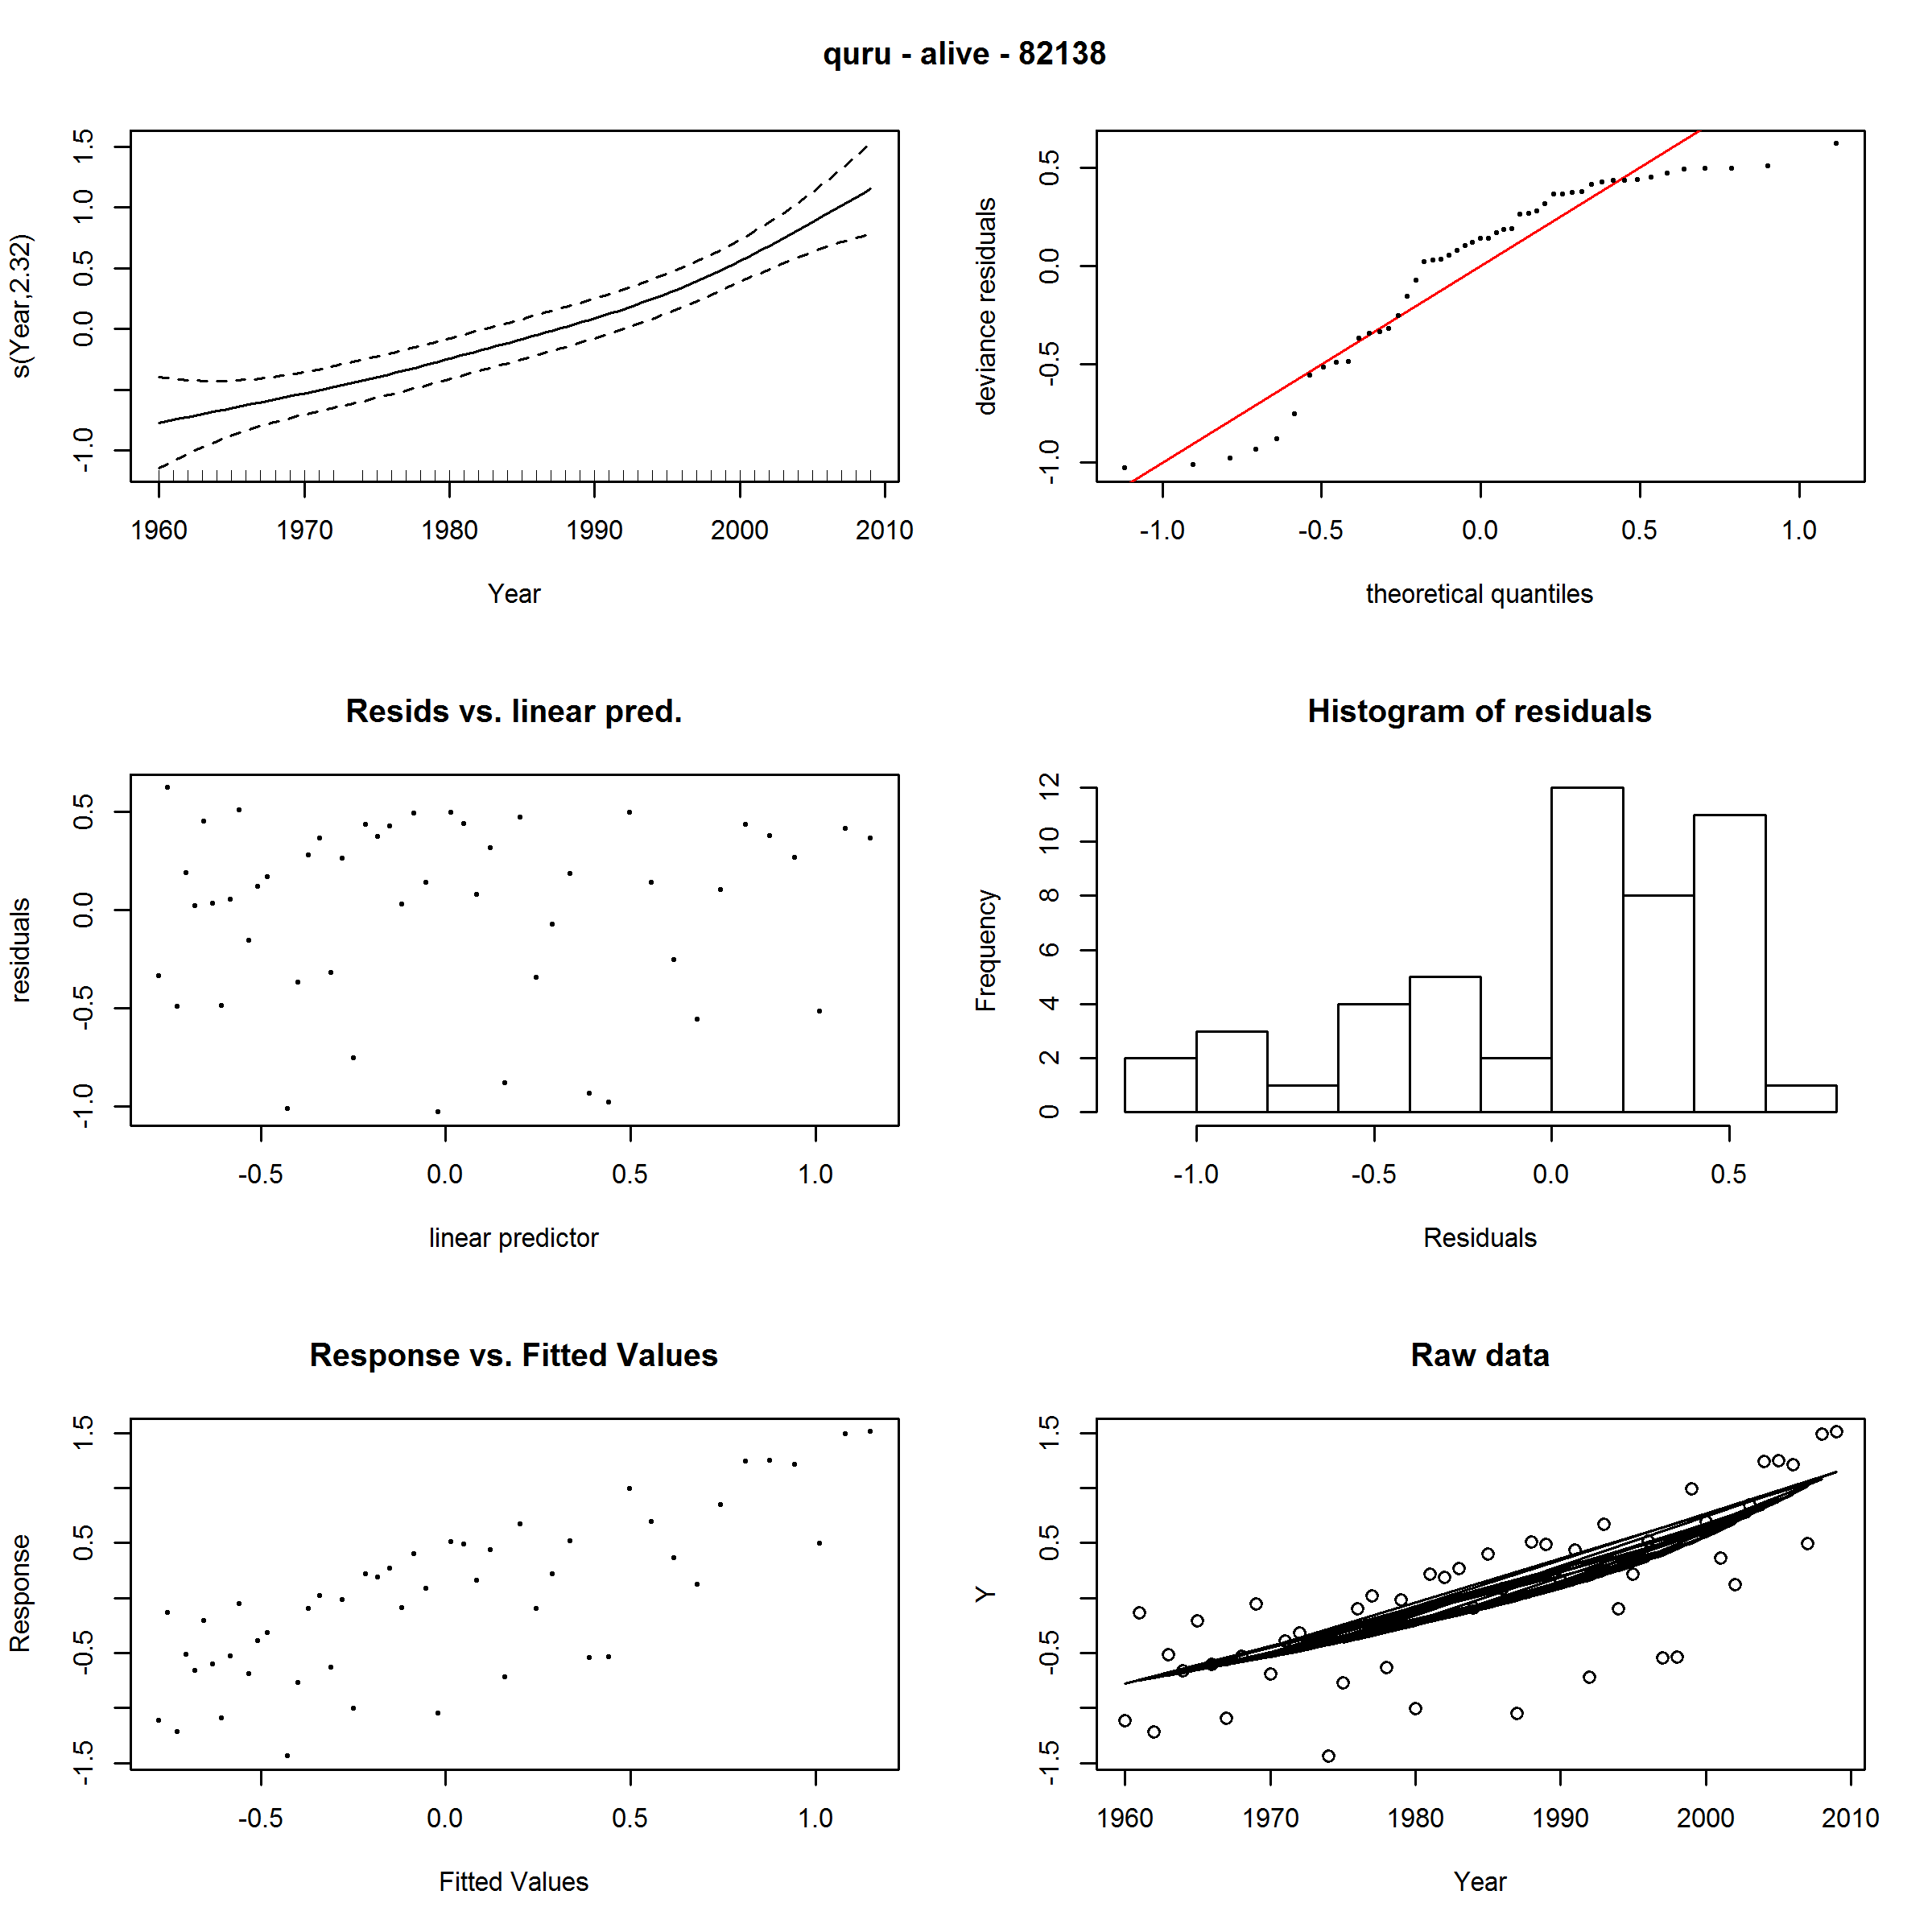 quru - alive - 82138
s(Year,2.32)
-1.0 0.0 0.5 1.0 1.5
1960 1970 1980 1990 2000 2010
Year
deviance residuals
-1.0 -0.5 0.0 0.5
-1.0 -0.5 0.0 0.5 1.0
theoretical quantiles
Resids vs. linear pred.
residuals
-1.0 -0.5 0.0 0.5
-0.5 0.0 0.5 1.0
linear predictor
Histogram of residuals
Frequency
0 2 4 6 8 10 12
-1.0 -0.5 0.0 0.5
Residuals
Response vs. Fitted Values
Response
-1.5 -0.5 0.5 1.5
-0.5 0.0 0.5 1.0
Fitted Values
Raw data
Y
-1.5 -0.5 0.5 1.5
1960 1970 1980 1990 2000 2010
Year